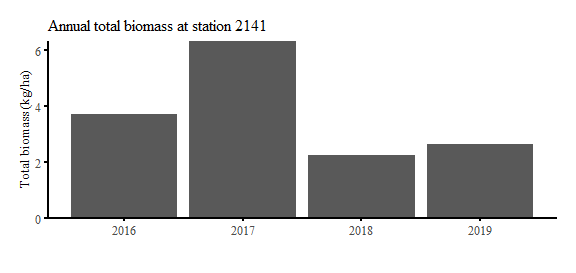 Annual total biomass at station 2141
Total biomass (kg/ha)
6
4
2
0
2016 2017 2018 2019